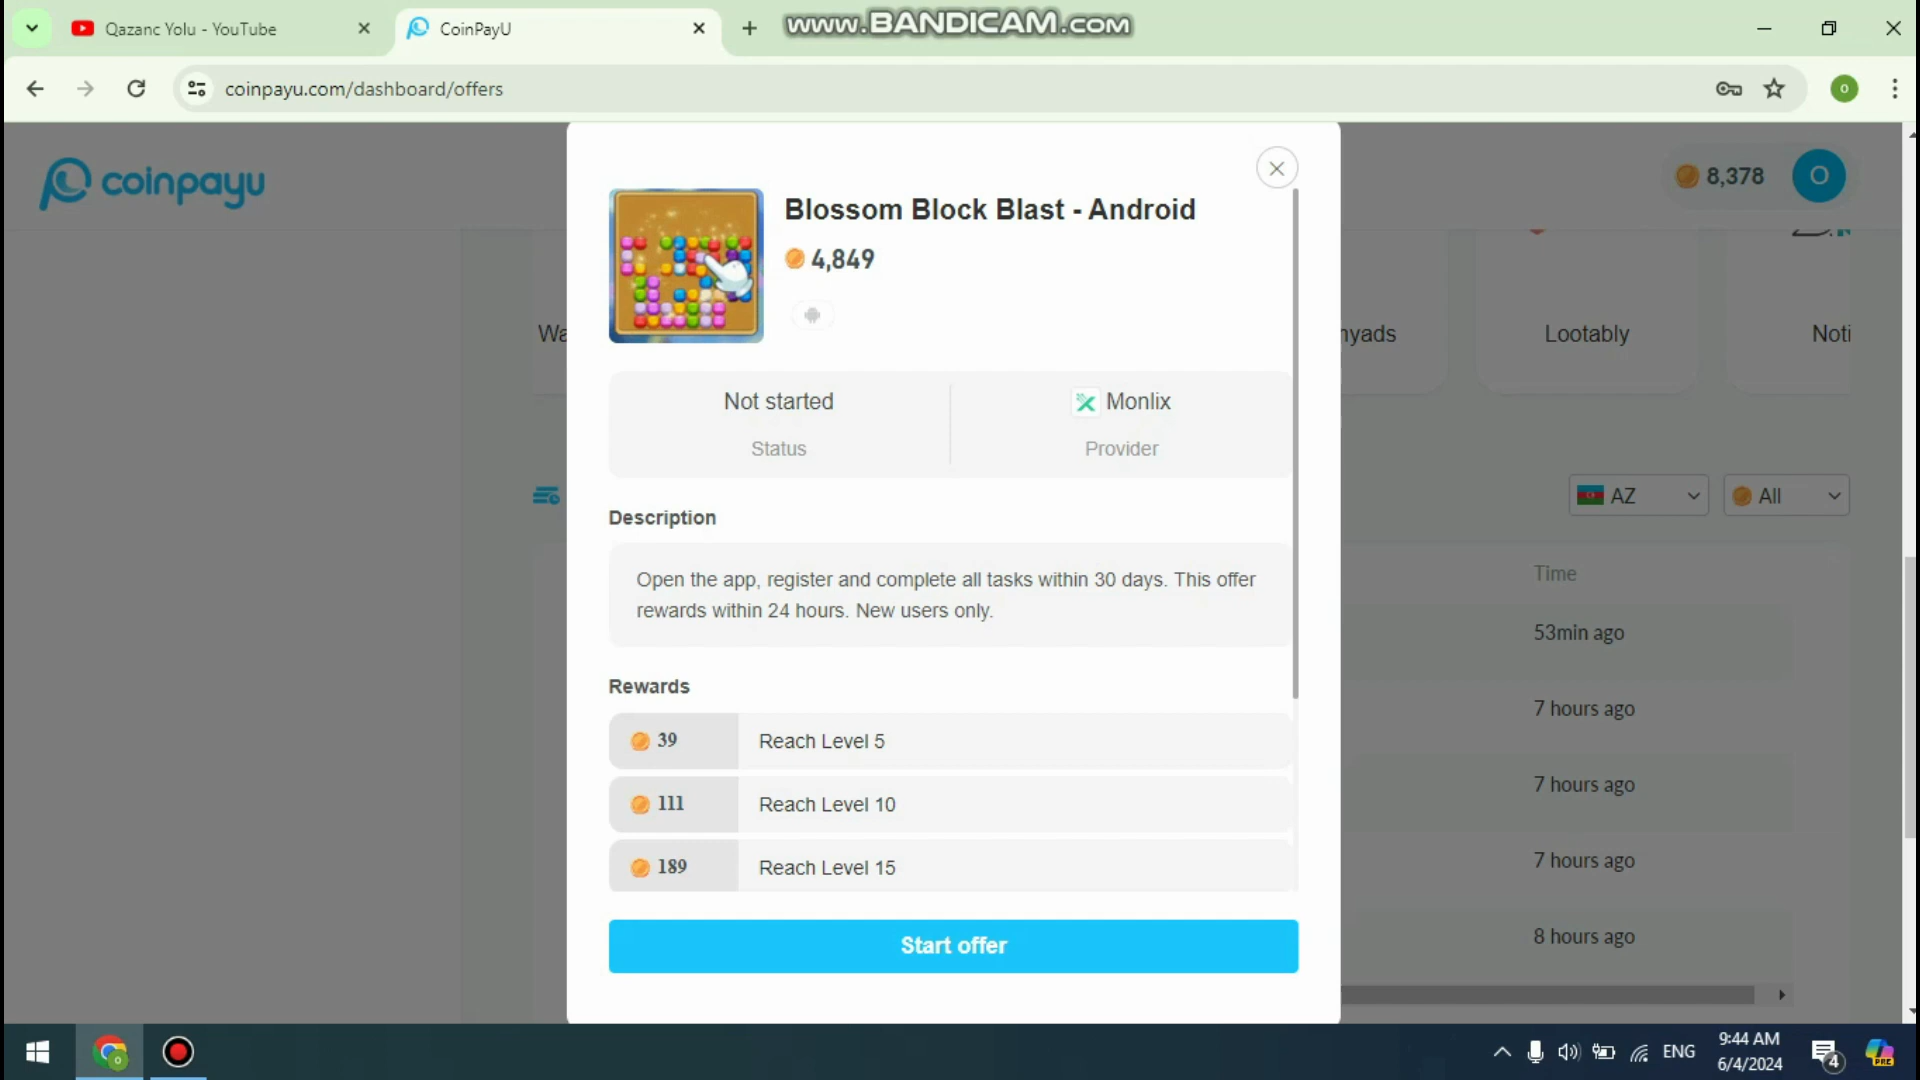 Qazanc Yolu - YouTube
CoinPayU
www.BANDICAM.com
coinpayu.com/dashboard/offers
O
coinpayu
8,378
O
Blossom Block Blast - Android
4,849
Wa
nyads
Lootably
Noti
Not started
Monlix
Status
Provider
AZ
All
Description
Open the app, register and complete all tasks within 30 days. This offer
rewards within 24 hours. New users only.
Time
53min ago
Rewards
7 hours ago
39
Reach Level 5
7 hours ago
111
Reach Level 10
189
Reach Level 15
7 hours ago
Start offer
8 hours ago
ENG
9:44 AM
6/4/2024
4
PRE